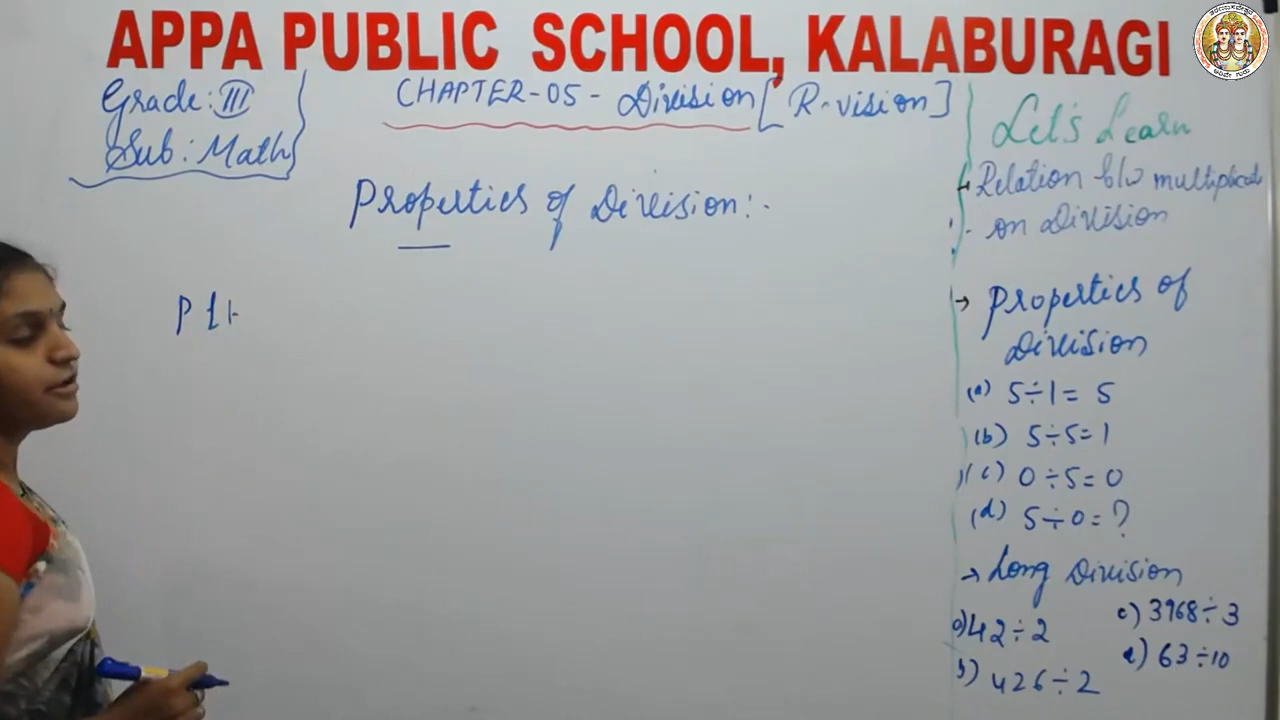 APPA PUBLIC SCHOOL, KALABURAGI
Grade: III
Sub: Math
CHAPTER-05 - Division [R-vision]
Properties of Division:-
P 1
Let's Learn
→ Relation b/w multiplicati
on Division
→ Properties of
Division
(a) 5÷1= 5
(b) 5÷5=1
(c) 0÷5=0
(d) 5÷0=?
→ Long Division
a) 42÷2
b) 426÷2
c) 3968÷3
e) 63÷10